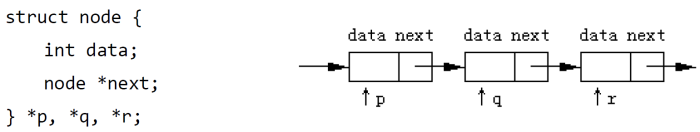 struct node {
int data;
node *next;
} *p, *q, *r;
data next data next data next
p q r